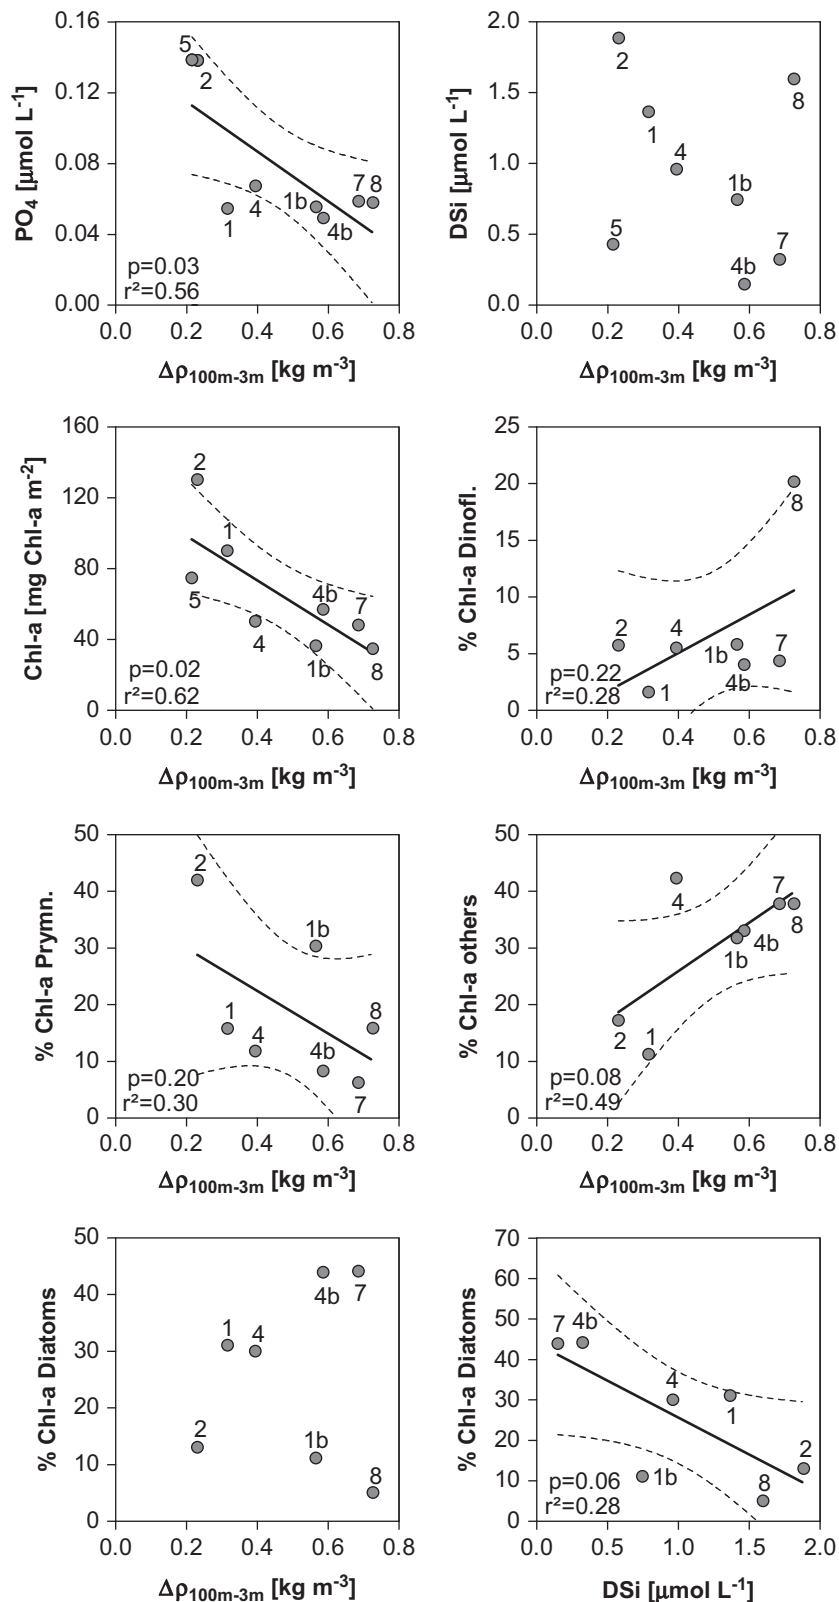 PO₄ [µmol L⁻¹]
0.16
0.12
0.08
0.04
0.00
5
2
1
4
1b
4b
7
8
p=0.03
r²=0.56
0.0 0.2 0.4 0.6 0.8
Δρ₁₀₀ₘ₋₃ₘ [kg m⁻³]
DSi [µmol L⁻¹]
2.0
1.5
1.0
0.5
0.0
2
8
1
4
1b
5
4b
7
0.0 0.2 0.4 0.6 0.8
Δρ₁₀₀ₘ₋₃ₘ [kg m⁻³]
Chl-a [mg Chl-a m⁻²]
160
120
80
40
0
2
1
5
4
4b
1b
7
8
p=0.02
r²=0.62
0.0 0.2 0.4 0.6 0.8
Δρ₁₀₀ₘ₋₃ₘ [kg m⁻³]
% Chl-a Dinofl.
25
20
15
10
5
0
8
2
4
1b
7
4b
1
p=0.22
r²=0.28
0.0 0.2 0.4 0.6 0.8
Δρ₁₀₀ₘ₋₃ₘ [kg m⁻³]
% Chl-a Prymn.
50
40
30
20
10
0
2
1b
1
4
8
4b
7
p=0.20
r²=0.30
0.0 0.2 0.4 0.6 0.8
Δρ₁₀₀ₘ₋₃ₘ [kg m⁻³]
% Chl-a others
50
40
30
20
10
0
4
7
8
4b
1b
2
1
p=0.08
r²=0.49
0.0 0.2 0.4 0.6 0.8
Δρ₁₀₀ₘ₋₃ₘ [kg m⁻³]
% Chl-a Diatoms
50
40
30
20
10
0
4b
7
1
4
2
1b
8
0.0 0.2 0.4 0.6 0.8
Δρ₁₀₀ₘ₋₃ₘ [kg m⁻³]
% Chl-a Diatoms
70
60
50
40
30
20
10
0
7
4b
4
1
1b
8
2
p=0.06
r²=0.28
0.0 0.5 1.0 1.5 2.0
DSi [µmol L⁻¹]